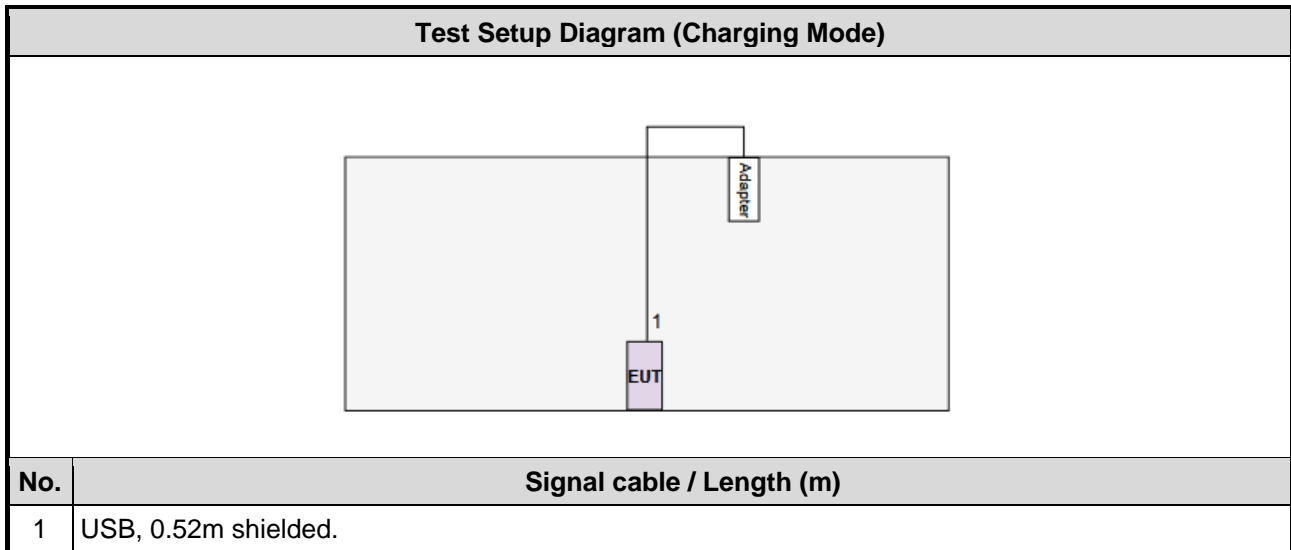 Test Setup Diagram (Charging Mode)
Adapter
1
EUT
No. Signal cable / Length (m)
1 USB, 0.52m shielded.